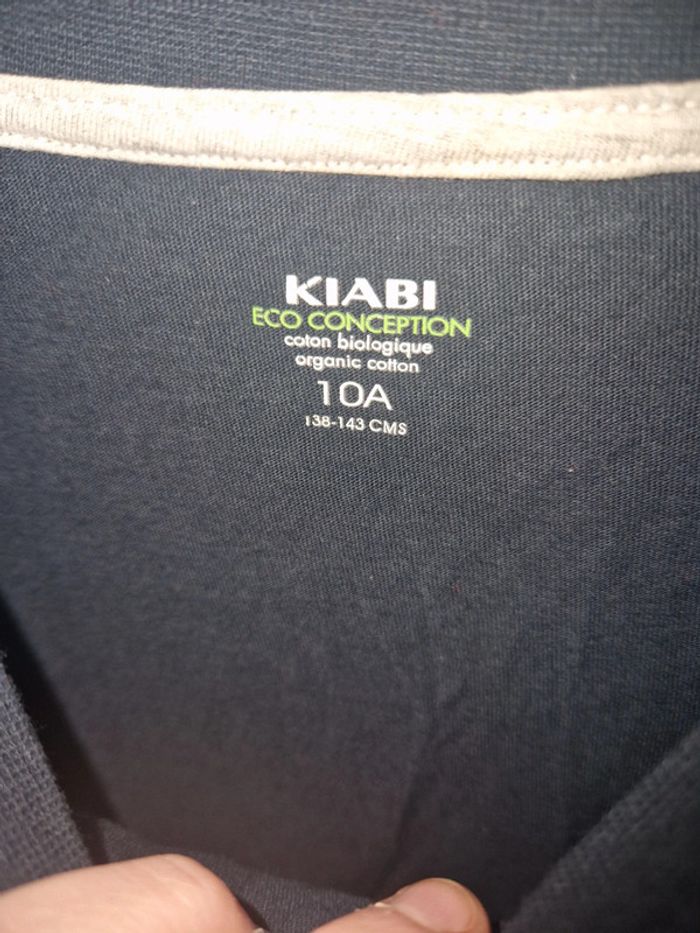 KIABI
ECO CONCEPTION
coton biologique
organic cotton
10A
138-143 CMS